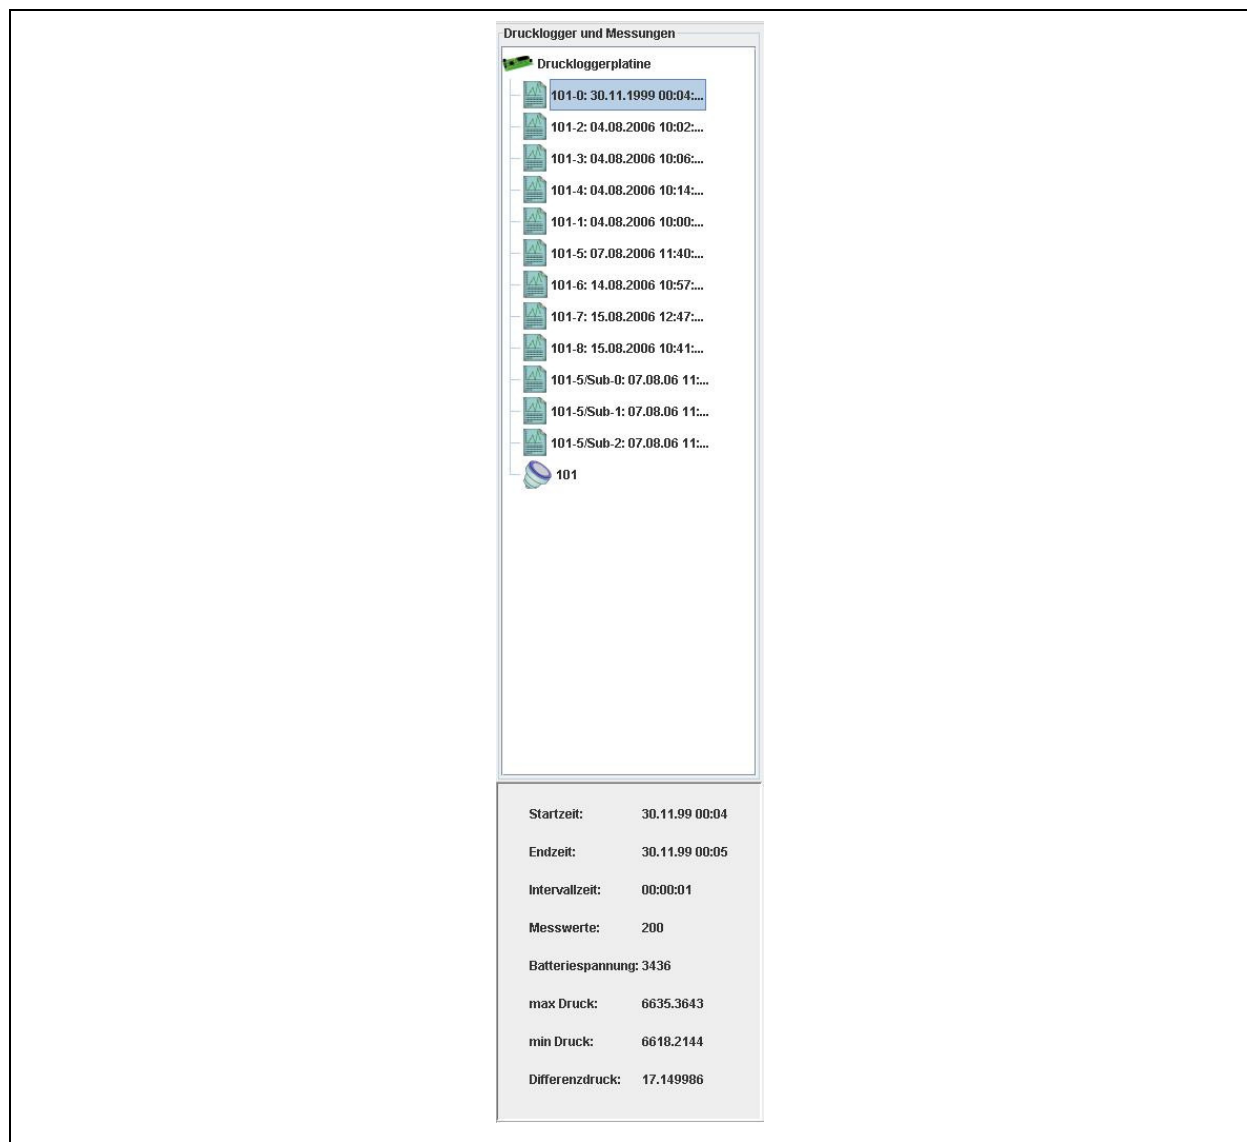 Drucklogger und Messungen
Druckloggerplatine
101-0: 30.11.1999 00:04:...
101-2: 04.08.2006 10:02:...
101-3: 04.08.2006 10:06:...
101-4: 04.08.2006 10:14:...
101-1: 04.08.2006 10:00:...
101-5: 07.08.2006 11:40:...
101-6: 14.08.2006 10:57:...
101-7: 15.08.2006 12:47:...
101-8: 15.08.2006 10:41:...
101-5/Sub-0: 07.08.06 11:...
101-5/Sub-1: 07.08.06 11:...
101-5/Sub-2: 07.08.06 11:...
101
Startzeit: 30.11.99 00:04
Endzeit: 30.11.99 00:05
Intervallzeit: 00:00:01
Messwerte: 200
Batteriespannung: 3436
max Druck: 6635.3643
min Druck: 6618.2144
Differenzdruck: 17.149986